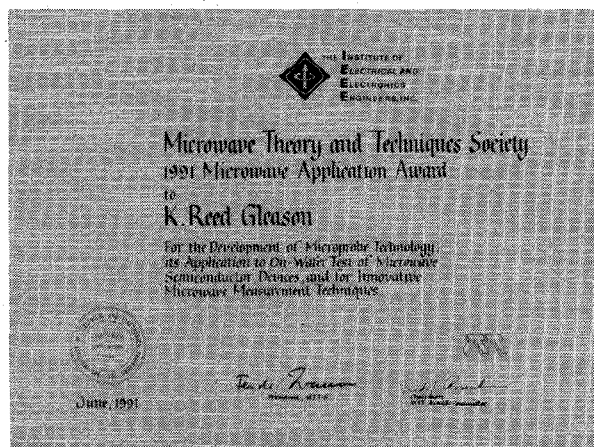 THE INSTITUTE OF
ELECTRICAL AND
ELECTRONICS
ENGINEERS, INC.
Microwave Theory and Techniques Society
1991 Microwave Application Award
to
K. Reed Gleason
For the Development of Microprobe Technology,
its Application to On-Wafer Test of Microwave
Semiconductor Devices, and for Innovative
Microwave Measurement Techniques
June, 1991
President, MTT-S